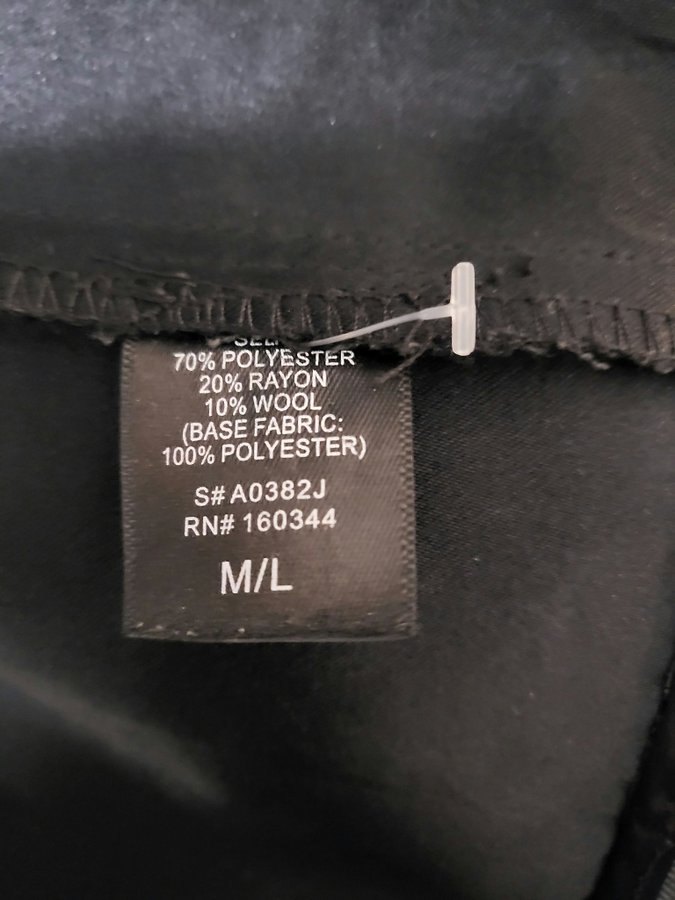 70% POLYESTER
20% RAYON
10% WOOL
(BASE FABRIC:
100% POLYESTER)
S# A0382J
RN# 160344
M/L